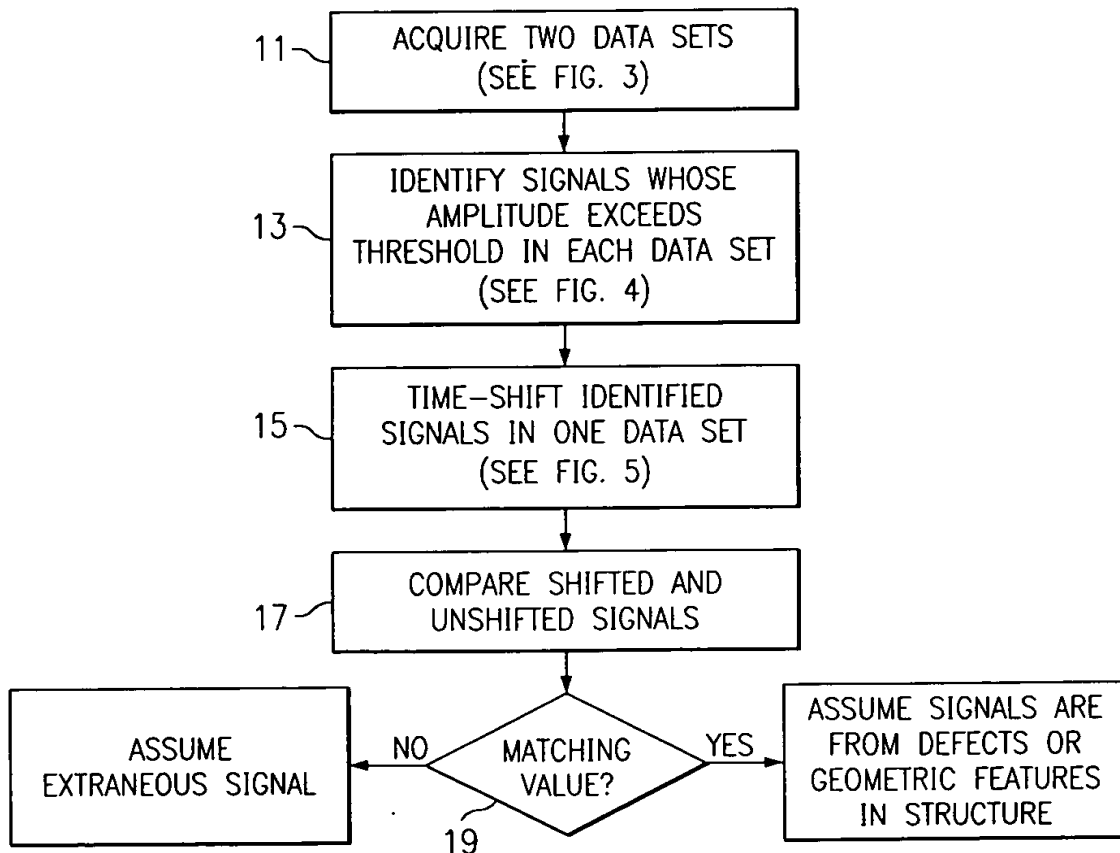 11
ACQUIRE TWO DATA SETS
(SEE FIG. 3)
13
IDENTIFY SIGNALS WHOSE
AMPLITUDE EXCEEDS
THRESHOLD IN EACH DATA SET
(SEE FIG. 4)
15
TIME-SHIFT IDENTIFIED
SIGNALS IN ONE DATA SET
(SEE FIG. 5)
17
COMPARE SHIFTED AND
UNSHIFTED SIGNALS
ASSUME
EXTRANEOUS SIGNAL
NO
MATCHING
VALUE?
19
YES
ASSUME SIGNALS ARE
FROM DEFECTS OR
GEOMETRIC FEATURES
IN STRUCTURE